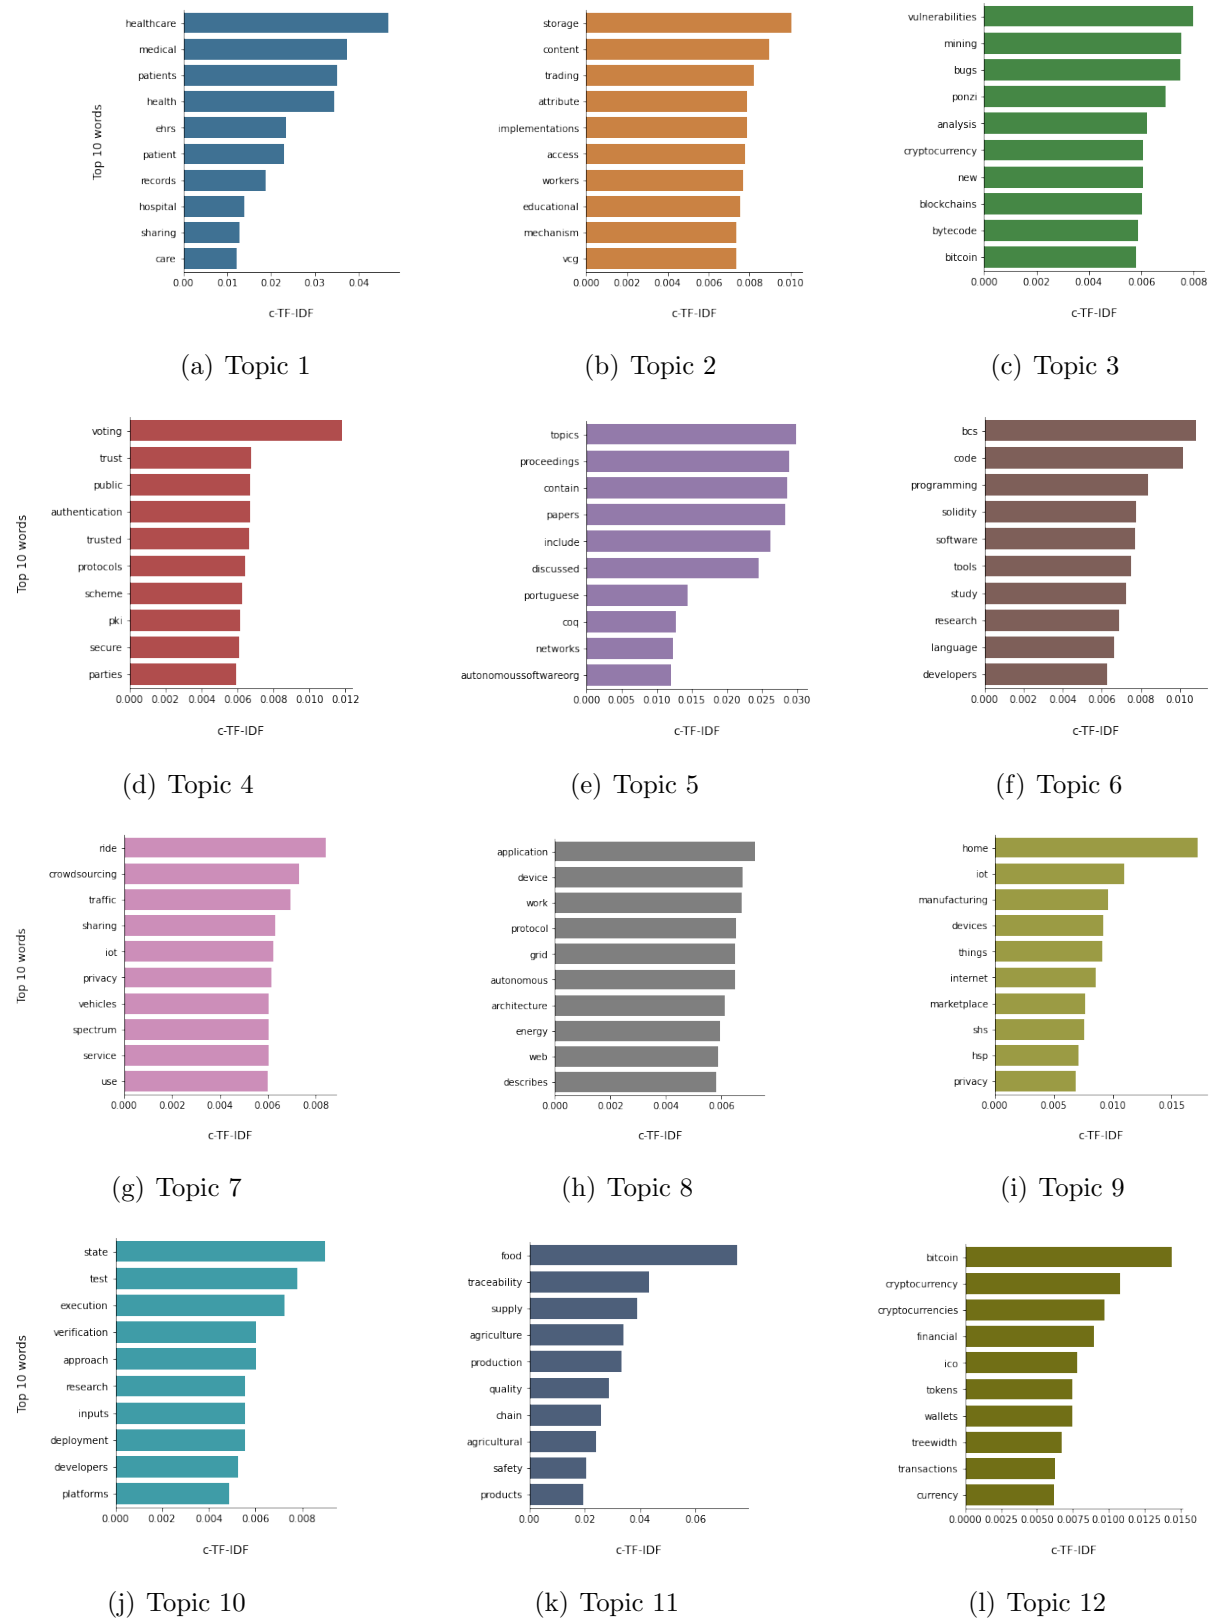 healthcare
medical
patients
health
ehrs
patient
records
hospital
sharing
care
Top 10 words
0.00 0.01 0.02 0.03 0.04
c-TF-IDF
(a) Topic 1
storage
content
trading
attribute
implementations
access
workers
educational
mechanism
vcg
0.000 0.002 0.004 0.006 0.008 0.010
c-TF-IDF
(b) Topic 2
vulnerabilities
mining
bugs
ponzi
analysis
cryptocurrency
new
blockchains
bytecode
bitcoin
0.000 0.002 0.004 0.006 0.008
c-TF-IDF
(c) Topic 3
voting
trust
public
authentication
trusted
protocols
scheme
pki
secure
parties
Top 10 words
0.000 0.002 0.004 0.006 0.008 0.010 0.012
c-TF-IDF
(d) Topic 4
topics
proceedings
contain
papers
include
discussed
portuguese
coq
networks
autonomoussoftwareorg
0.000 0.005 0.010 0.015 0.020 0.025 0.030
c-TF-IDF
(e) Topic 5
bcs
code
programming
solidity
software
tools
study
research
language
developers
0.000 0.002 0.004 0.006 0.008 0.010
c-TF-IDF
(f) Topic 6
ride
crowdsourcing
traffic
sharing
iot
privacy
vehicles
spectrum
service
use
Top 10 words
0.000 0.002 0.004 0.006 0.008
c-TF-IDF
(g) Topic 7
application
device
work
protocol
grid
autonomous
architecture
energy
web
describes
0.000 0.002 0.004 0.006
c-TF-IDF
(h) Topic 8
home
iot
manufacturing
devices
things
internet
marketplace
shs
hsp
privacy
0.000 0.005 0.010 0.015
c-TF-IDF
(i) Topic 9
state
test
execution
verification
approach
research
inputs
deployment
developers
platforms
Top 10 words
0.000 0.002 0.004 0.006 0.008
c-TF-IDF
(j) Topic 10
food
traceability
supply
agriculture
production
quality
chain
agricultural
safety
products
0.00 0.02 0.04 0.06
c-TF-IDF
(k) Topic 11
bitcoin
cryptocurrency
cryptocurrencies
financial
ico
tokens
wallets
treewidth
transactions
currency
0.0000 0.0025 0.0050 0.0075 0.0100 0.0125 0.0150
c-TF-IDF
(l) Topic 12